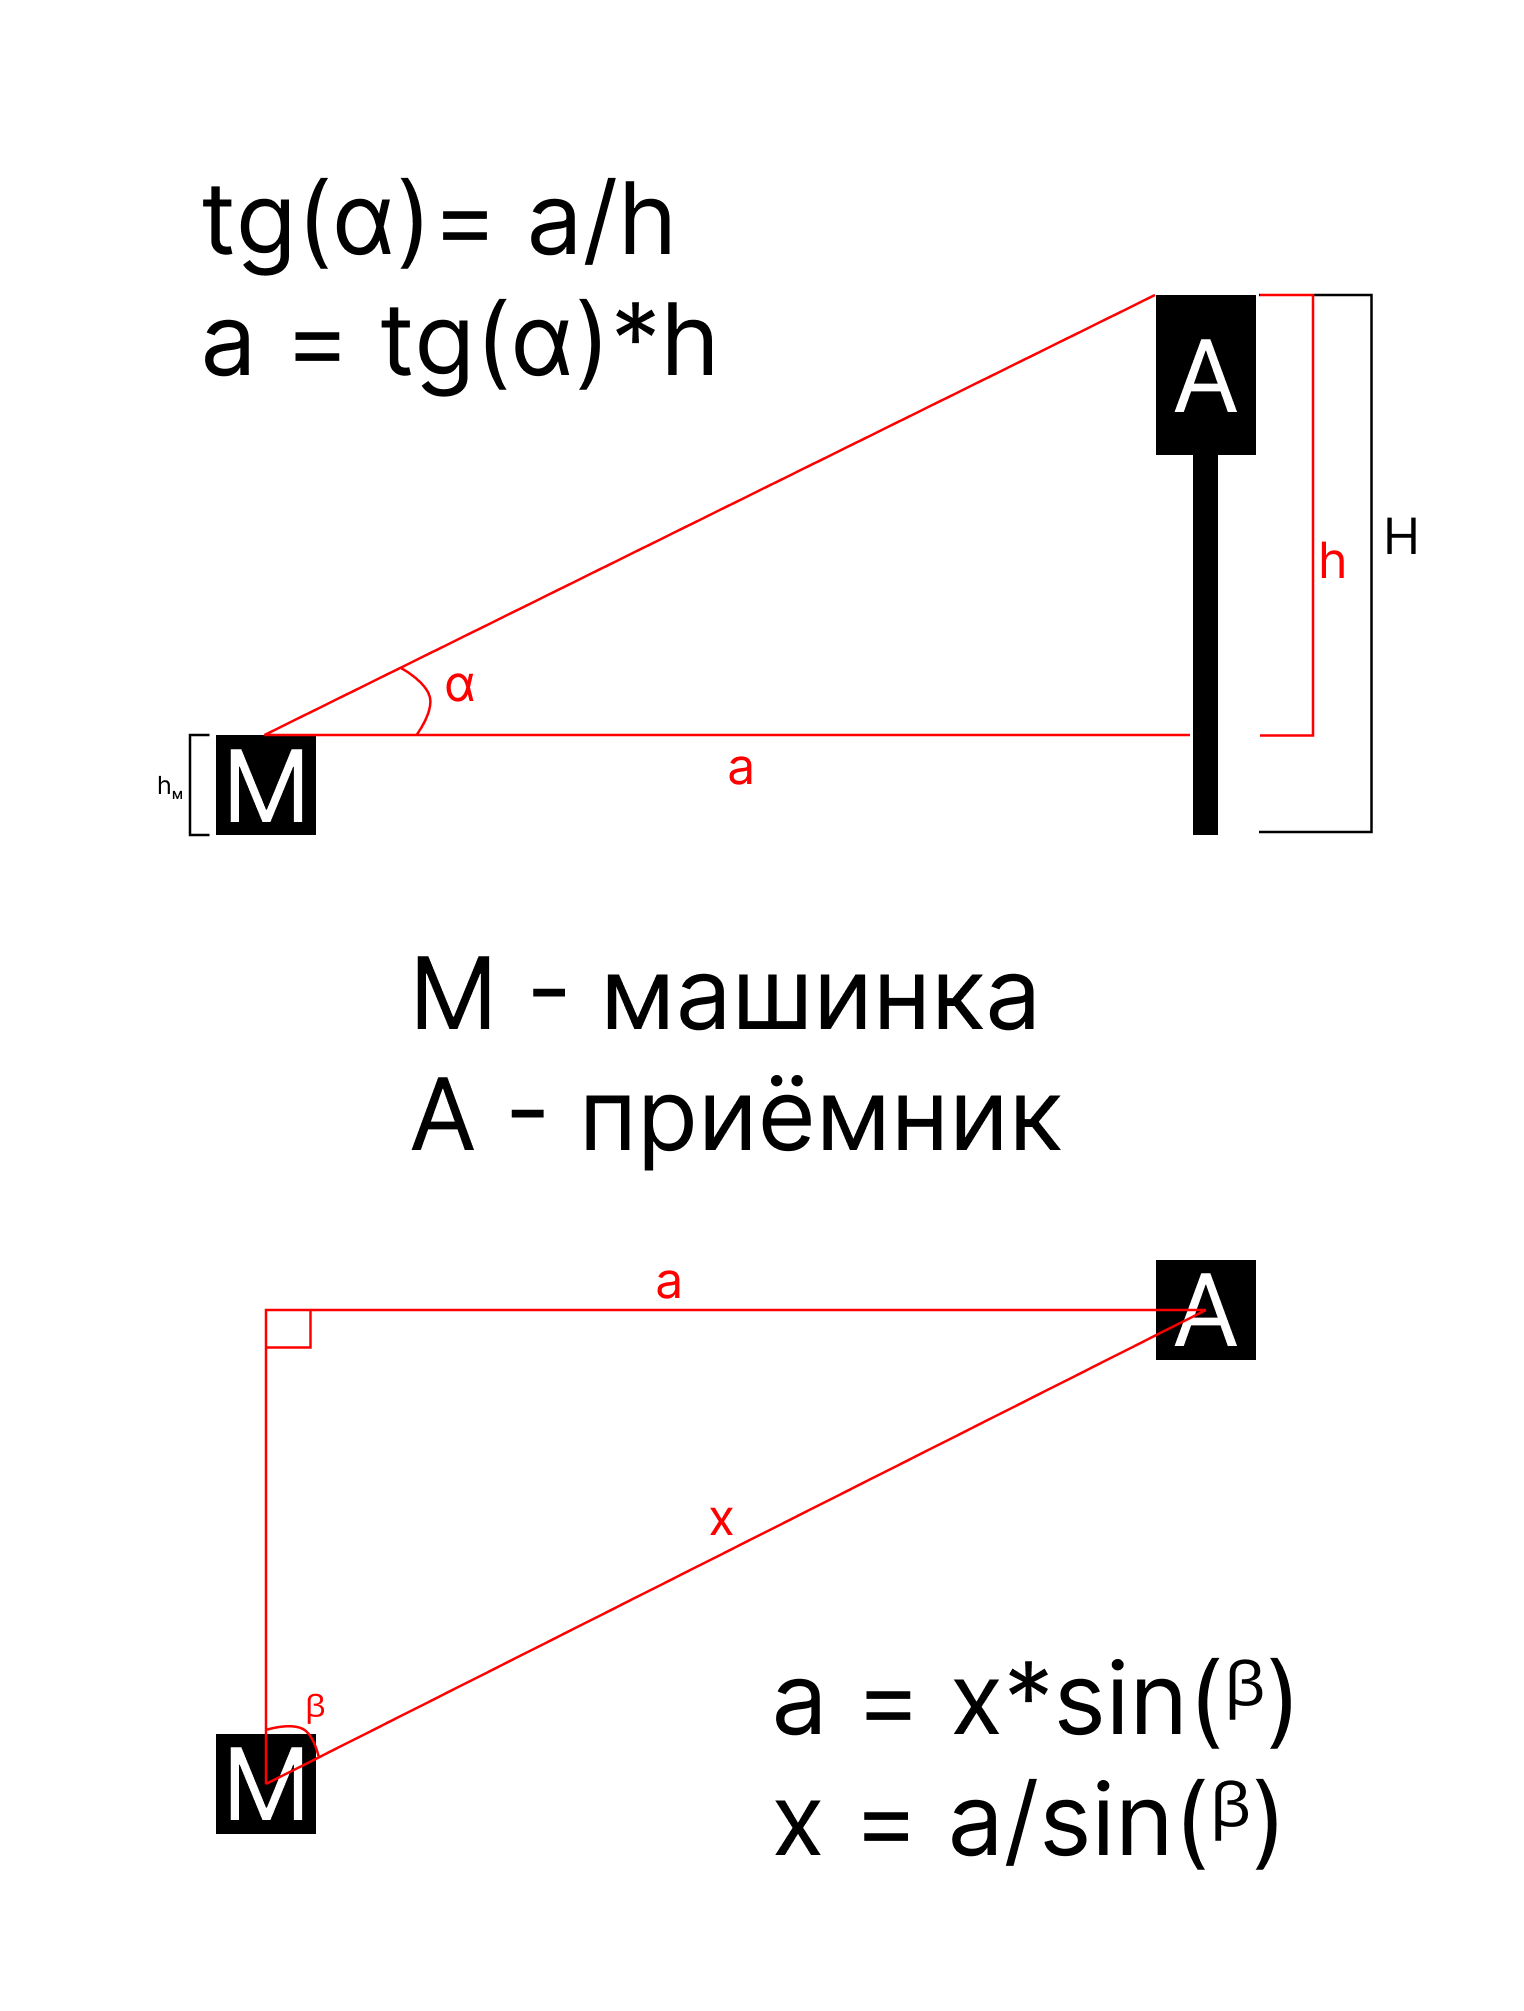 tg(α)= a/h
a = tg(α)*h
A
h
H
α
a
M
hм
М - машинка
А - приёмник
a
A
x
β
M
a = x*sin(β)
x = a/sin(β)